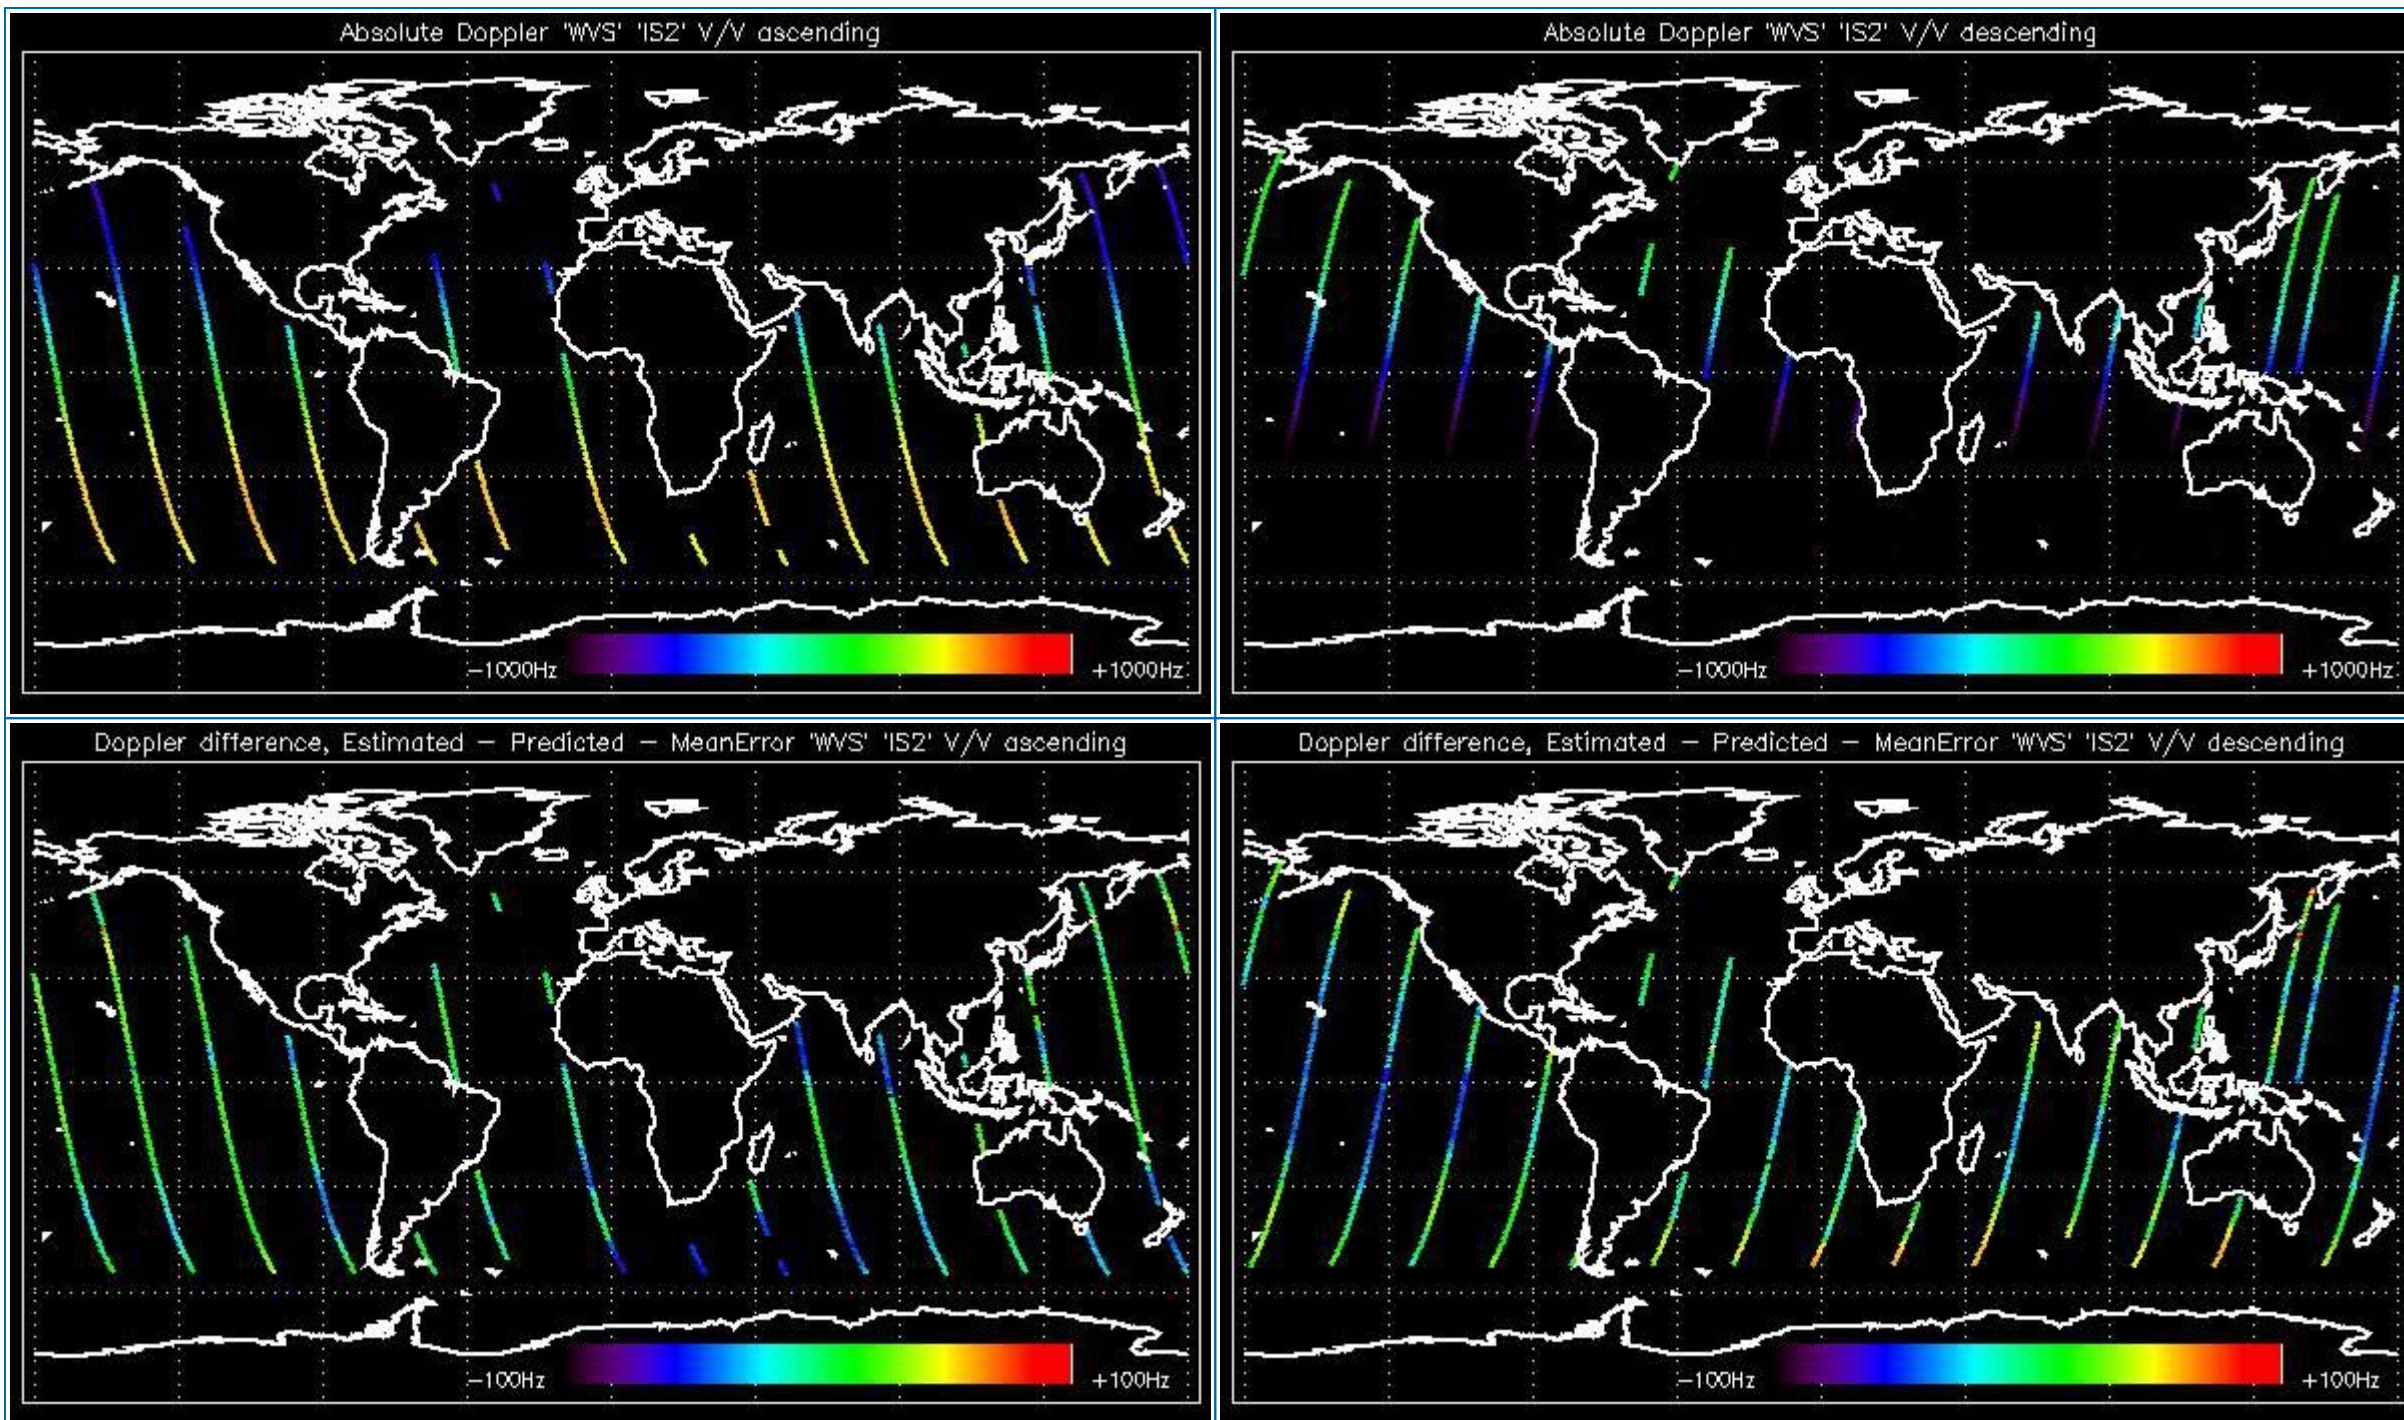 Absolute Doppler 'WVS' 'IS2' V/V ascending
-1000Hz
+1000Hz
Absolute Doppler 'WVS' 'IS2' V/V descending
-1000Hz
+1000Hz
Doppler difference, Estimated - Predicted - MeanError 'WVS' 'IS2' V/V ascending
-100Hz
+100Hz
Doppler difference, Estimated - Predicted - MeanError 'WVS' 'IS2' V/V descending
-100Hz
+100Hz